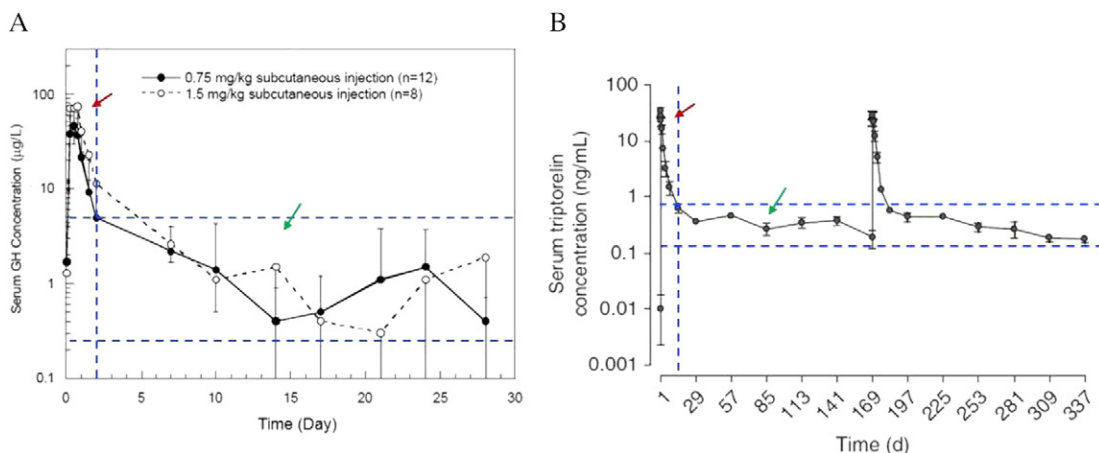 A
100
10
1
0.1
Serum GH Concentration (µg/L)
0.75 mg/kg subcutaneous injection (n=12)
1.5 mg/kg subcutaneous injection (n=8)
0 5 10 15 20 25 30
Time (Day)
B
100
10
1
0.1
0.01
0.001
Serum triptorelin
concentration (ng/mL)
1 29 57 85 113 141 169 197 225 253 281 309 337
Time (d)